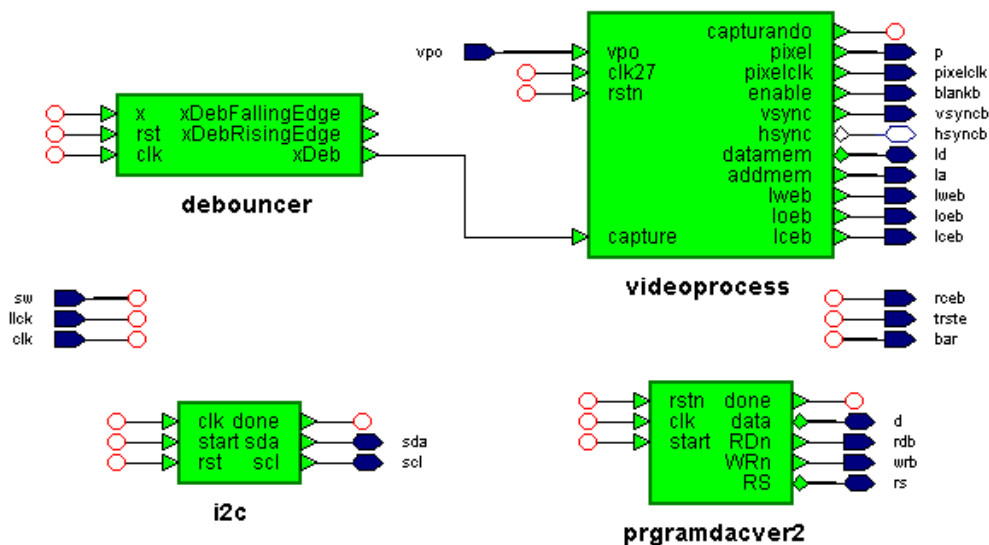 capturando
vpo vpo pixel p
clk27 pixelclk pixelclk
rstn enable blankb
vsync vsyncb
hsync hsyncb
datamem ld
addmem la
lweb lweb
loeb loeb
capture lceb lceb
videoprocess
x xDebFallingEdge
rst xDebRisingEdge
clk xDeb
debouncer
sw
llck
clk
rceb
trste
bar
clk done
start sda sda
rst scl scl
i2c
rstn done
clk data d
start RDn rdb
WRn wrb
RS rs
prgramdacver2